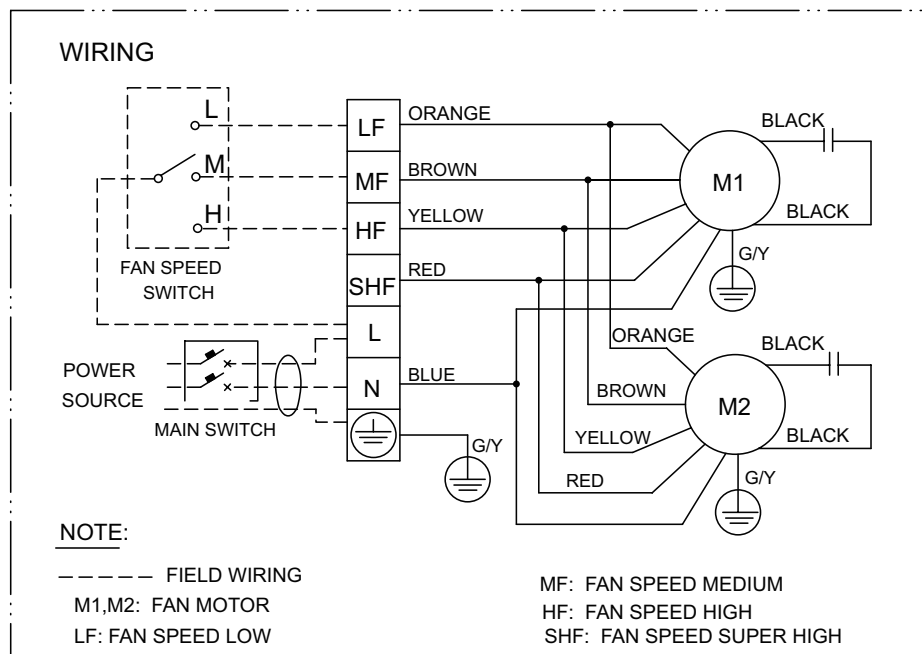 WIRING
L
M
H
FAN SPEED
SWITCH
POWER
SOURCE
MAIN SWITCH
LF
MF
HF
SHF
L
N
ORANGE
BROWN
YELLOW
RED
BLUE
G/Y
M1
BLACK
BLACK
G/Y
ORANGE
BROWN
YELLOW
RED
M2
BLACK
BLACK
G/Y
NOTE:
FIELD WIRING
M1,M2: FAN MOTOR
LF: FAN SPEED LOW
MF: FAN SPEED MEDIUM
HF: FAN SPEED HIGH
SHF: FAN SPEED SUPER HIGH